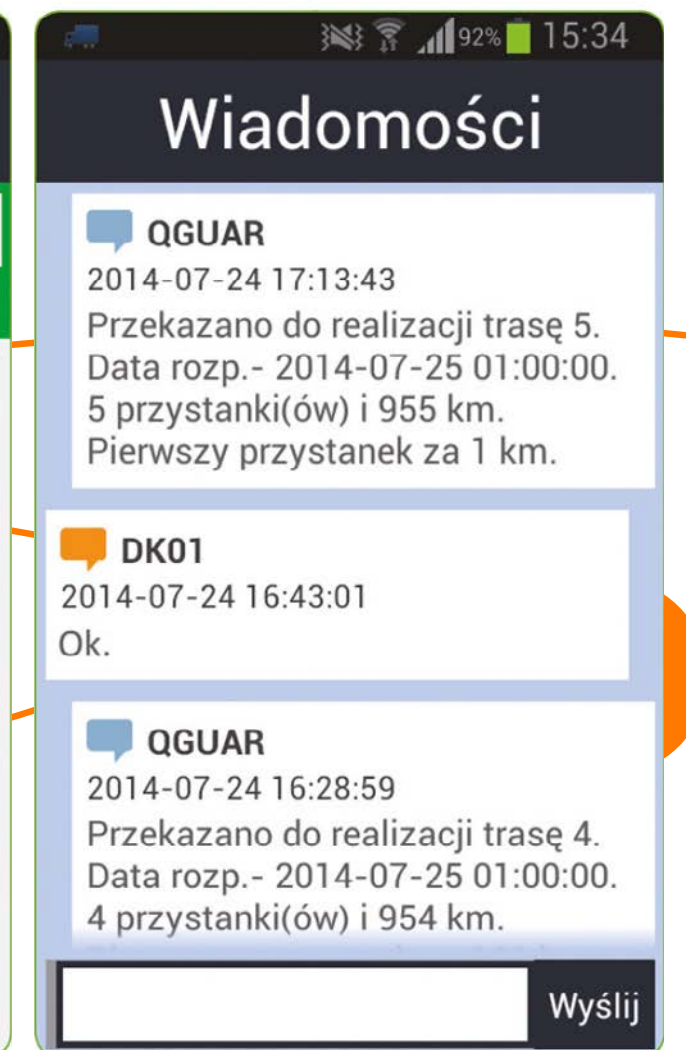 92% 15:34
Wiadomości
QGUAR
2014-07-24 17:13:43
Przekazano do realizacji trasę 5.
Data rozp.- 2014-07-25 01:00:00.
5 przystanki(ów) i 955 km.
Pierwszy przystanek za 1 km.
DK01
2014-07-24 16:43:01
Ok.
QGUAR
2014-07-24 16:28:59
Przekazano do realizacji trasę 4.
Data rozp.- 2014-07-25 01:00:00.
4 przystanki(ów) i 954 km.
Wyślij